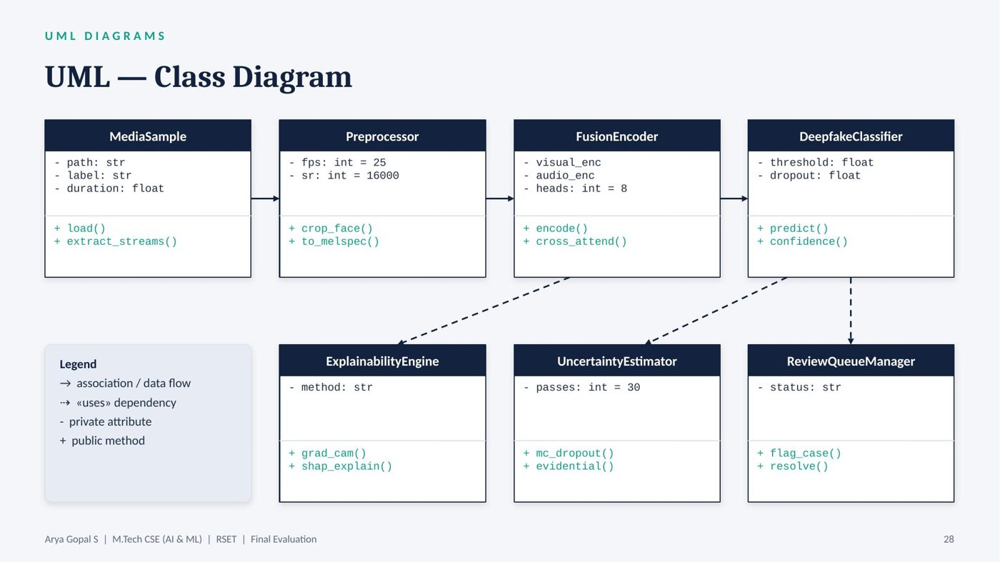 UML DIAGRAMS
UML — Class Diagram
MediaSample
- path: str
- label: str
- duration: float
+ load()
+ extract_streams()
Preprocessor
- fps: int = 25
- sr: int = 16000
+ crop_face()
+ to_melspec()
FusionEncoder
- visual_enc
- audio_enc
- heads: int = 8
+ encode()
+ cross_attend()
DeepfakeClassifier
- threshold: float
- dropout: float
+ predict()
+ confidence()
Legend
→ association / data flow
⇢ «uses» dependency
- private attribute
+ public method
ExplainabilityEngine
- method: str
+ grad_cam()
+ shap_explain()
UncertaintyEstimator
- passes: int = 30
+ mc_dropout()
+ evidential()
ReviewQueueManager
- status: str
+ flag_case()
+ resolve()
Arya Gopal S | M.Tech CSE (AI & ML) | RSET | Final Evaluation
28